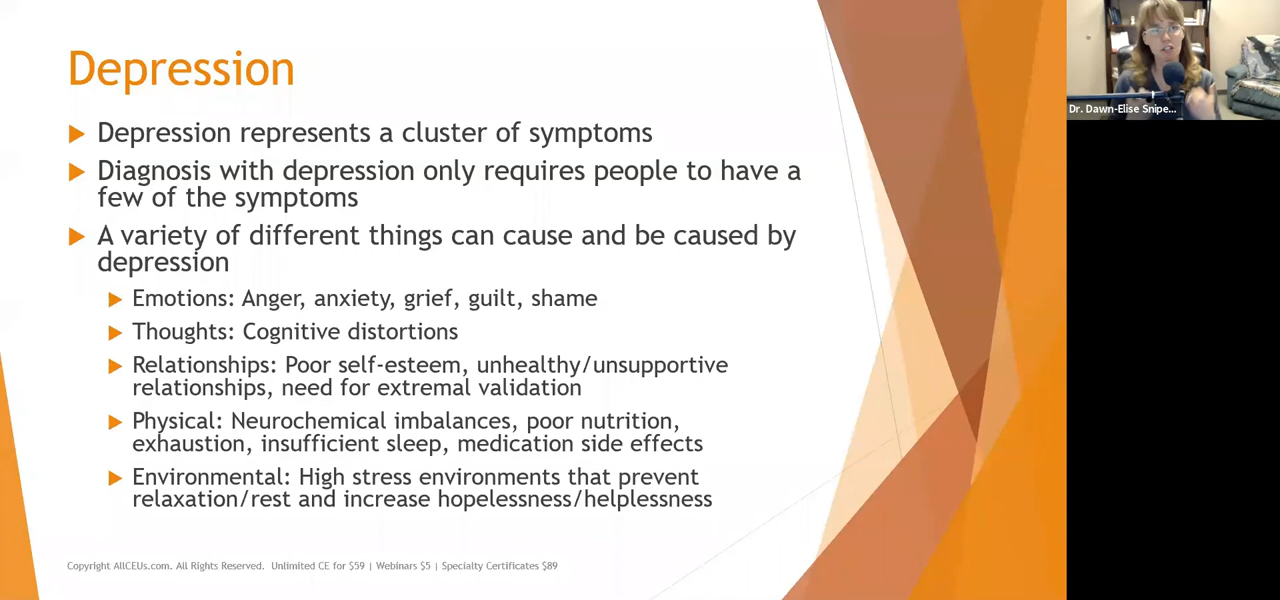 Depression
Depression represents a cluster of symptoms
Diagnosis with depression only requires people to have a
few of the symptoms
A variety of different things can cause and be caused by
depression
Emotions: Anger, anxiety, grief, guilt, shame
Thoughts: Cognitive distortions
Relationships: Poor self-esteem, unhealthy/unsupportive
relationships, need for extremal validation
Physical: Neurochemical imbalances, poor nutrition,
exhaustion, insufficient sleep, medication side effects
Environmental: High stress environments that prevent
relaxation/rest and increase hopelessness/helplessness
Copyright AllCEUs.com. All Rights Reserved. Unlimited CE for $59 | Webinars $5 | Specialty Certificates $89
Dr. Dawn-Elise Snipe...